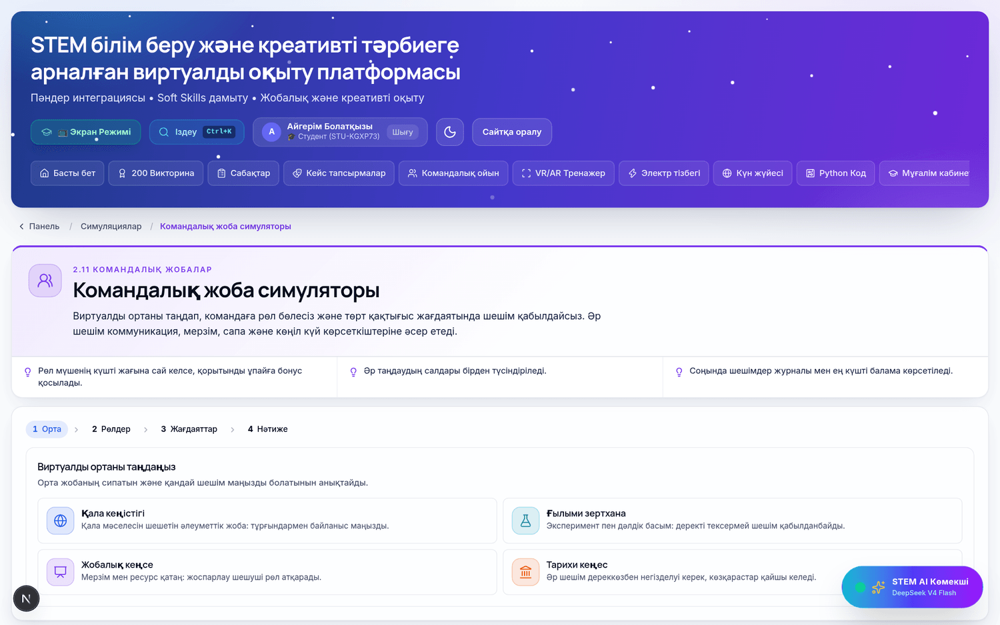 STEM білім беру және креативті тәрбиеге
арналған виртуалды оқыту платформасы
Пәндер интеграциясы • Soft Skills дамыту • Жобалық және креативті оқыту
📺 Экран Режимі
Іздеу Ctrl+K
A
Айгерім Болатқызы
🎓 Студент (STU-KGXP73)
Шығу
Сайтқа оралу
Басты бет
200 Викторина
Сабақтар
Кейс тапсырмалар
Командалық ойын
VR/AR Тренажер
Электр тізбегі
Күн жүйесі
Python Код
Мұғалім кабине
Панель / Симуляциялар / Командалық жоба симуляторы
2.11 КОМАНДАЛЫҚ ЖОБАЛАР
Командалық жоба симуляторы
Виртуалды ортаны таңдап, командаға рөл бөлесіз және төрт қақтығыс жағдаятында шешім қабылдайсыз. Әр
шешім коммуникация, мерзім, сапа және көңіл күй көрсеткіштеріне әсер етеді.
Рөл мүшенің күшті жағына сай келсе, қорытынды ұпайға бонус
қосылады.
Әр таңдаудың салдары бірден түсіндіріледі.
Соңында шешімдер журналы мен ең күшті балама көрсетіледі.
1 Орта
2 Рөлдер
3 Жағдаяттар
4 Нәтиже
Виртуалды ортаны таңдаңыз
Орта жобаның сипатын және қандай шешім маңызды болатынын анықтайды.
Қала кеңістігі
Қала мәселесін шешетін әлеуметтік жоба: тұрғындармен байланыс маңызды.
Ғылыми зертхана
Эксперимент пен дәлдік басым: деректі тексермей шешім қабылданбайды.
Жобалық кеңсе
Мерзім мен ресурс қатаң: жоспарлау шешуші рөл атқарады.
Тарихи кеңес
Әр шешім дереккөзбен негізделуі керек, көзқарастар қайшы келеді.
N
STEM AI Көмекші
DeepSeek V4 Flash